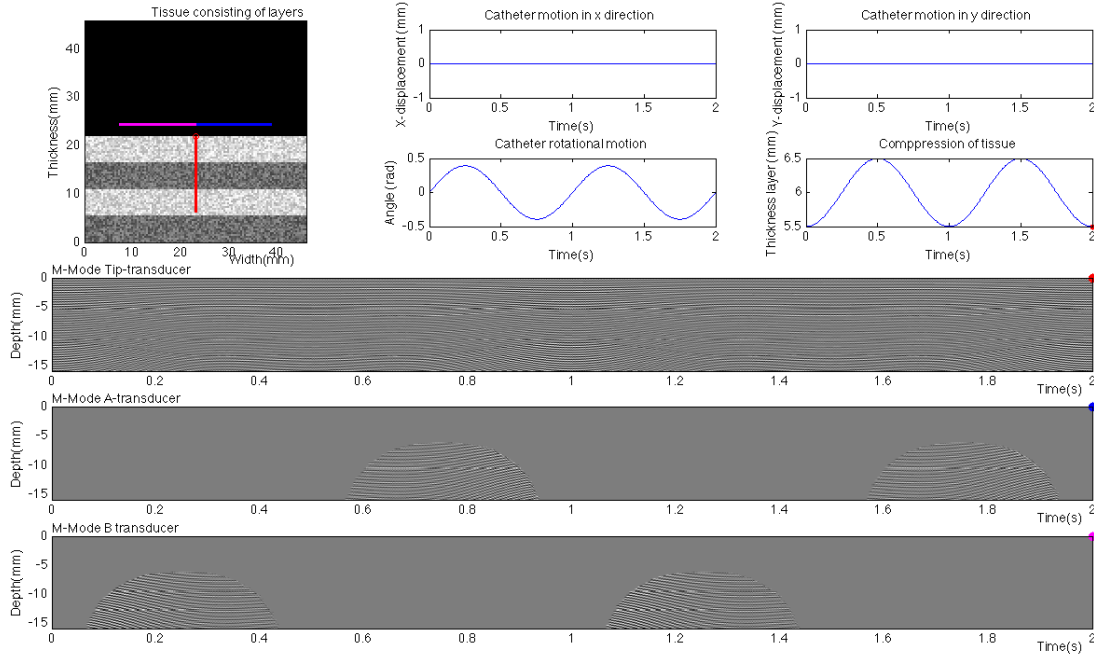 Tissue consisting of layers
Thickness(mm)
40
30
20
10
0
0 10 20 30 40
Width(mm)
Catheter motion in x direction
X-displacement (mm)
1
0
-1
0 0.5 1 1.5 2
Time(s)
Catheter motion in y direction
Y-displacement (mm)
1
0
-1
0 0.5 1 1.5 2
Time(s)
Catheter rotational motion
Angle (rad)
0.5
0
-0.5
0 0.5 1 1.5 2
Time(s)
Comppression of tissue
Thickness layer (mm)
6.5
6
5.5
0 0.5 1 1.5 2
Time(s)
M-Mode Tip-transducer
Depth(mm)
0
-5
-10
-15
0 0.2 0.4 0.6 0.8 1 1.2 1.4 1.6 1.8 2
Time(s)
M-Mode A-transducer
Depth(mm)
0
-5
-10
-15
0 0.2 0.4 0.6 0.8 1 1.2 1.4 1.6 1.8 2
Time(s)
M-Mode B transducer
Depth(mm)
0
-5
-10
-15
0 0.2 0.4 0.6 0.8 1 1.2 1.4 1.6 1.8 2
Time(s)